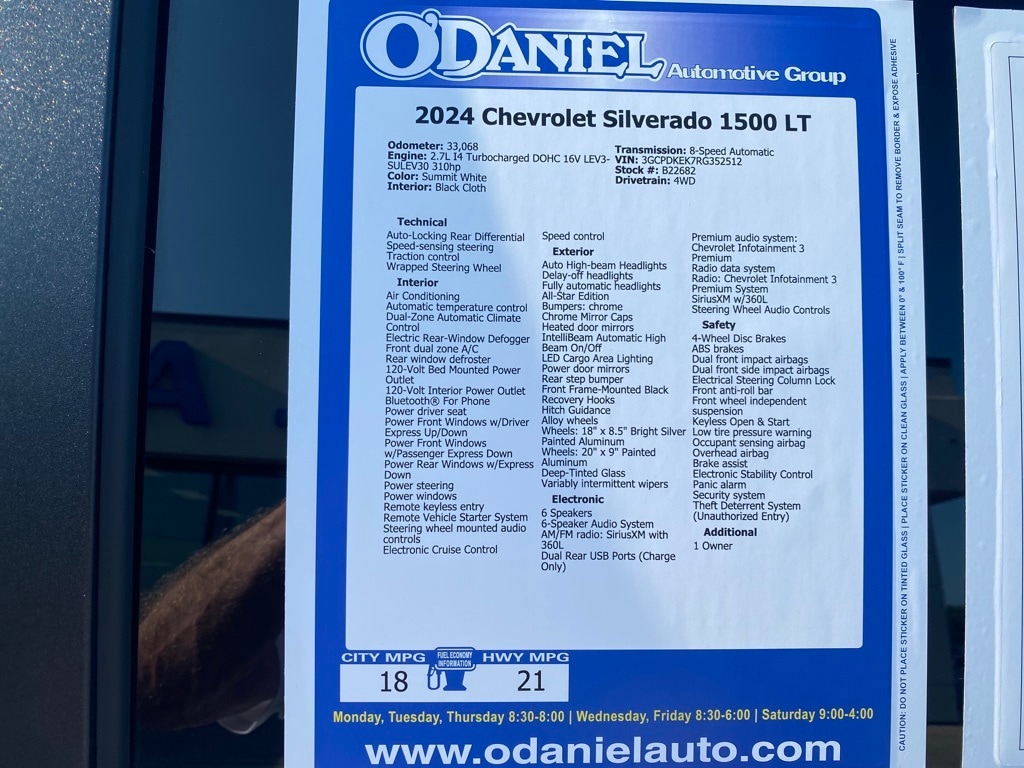 O'DANIEL
Automotive Group
2024 Chevrolet Silverado 1500 LT
Odometer: 33,068
Engine: 2.7L I4 Turbocharged DOHC 16V LEV3-
SULEV30 310hp
Color: Summit White
Interior: Black Cloth
Transmission: 8-Speed Automatic
VIN: 3GCPDKEK7RG352512
Stock #: B22682
Drivetrain: 4WD
Technical
Auto-Locking Rear Differential
Speed-sensing steering
Traction control
Wrapped Steering Wheel
Interior
Air Conditioning
Automatic temperature control
Dual-Zone Automatic Climate
Control
Electric Rear-Window Defogger
Front dual zone A/C
Rear window defroster
120-Volt Bed Mounted Power
Outlet
120-Volt Interior Power Outlet
Bluetooth® For Phone
Power driver seat
Power Front Windows w/Driver
Express Up/Down
Power Front Windows
w/Passenger Express Down
Power Rear Windows w/Express
Down
Power steering
Power windows
Remote keyless entry
Remote Vehicle Starter System
Steering wheel mounted audio
controls
Electronic Cruise Control
Speed control
Exterior
Auto High-beam Headlights
Delay-off headlights
Fully automatic headlights
All-Star Edition
Bumpers: chrome
Chrome Mirror Caps
Heated door mirrors
IntelliBeam Automatic High
Beam On/Off
LED Cargo Area Lighting
Power door mirrors
Rear step bumper
Front Frame-Mounted Black
Recovery Hooks
Hitch Guidance
Alloy wheels
Wheels: 18" x 8.5" Bright Silver
Painted Aluminum
Wheels: 20" x 9" Painted
Aluminum
Deep-Tinted Glass
Variably intermittent wipers
Electronic
6 Speakers
6-Speaker Audio System
AM/FM radio: SiriusXM with
360L
Dual Rear USB Ports (Charge
Only)
Premium audio system:
Chevrolet Infotainment 3
Premium
Radio data system
Radio: Chevrolet Infotainment 3
Premium System
SiriusXM w/360L
Steering Wheel Audio Controls
Safety
4-Wheel Disc Brakes
ABS brakes
Dual front impact airbags
Dual front side impact airbags
Electrical Steering Column Lock
Front anti-roll bar
Front wheel independent
suspension
Keyless Open & Start
Low tire pressure warning
Occupant sensing airbag
Overhead airbag
Brake assist
Electronic Stability Control
Panic alarm
Security system
Theft Deterrent System
(Unauthorized Entry)
Additional
1 Owner
CITY MPG
FUEL ECONOMY
INFORMATION
HWY MPG
18
21
Monday, Tuesday, Thursday 8:30-8:00 | Wednesday, Friday 8:30-6:00 | Saturday 9:00-4:00
www.odanielauto.com
CAUTION: DO NOT PLACE STICKER ON TINTED GLASS | PLACE STICKER ON CLEAN GLASS | APPLY BETWEEN 0° & 100° F | SPLIT SEAM TO REMOVE BORDER & EXPOSE ADHESIVE